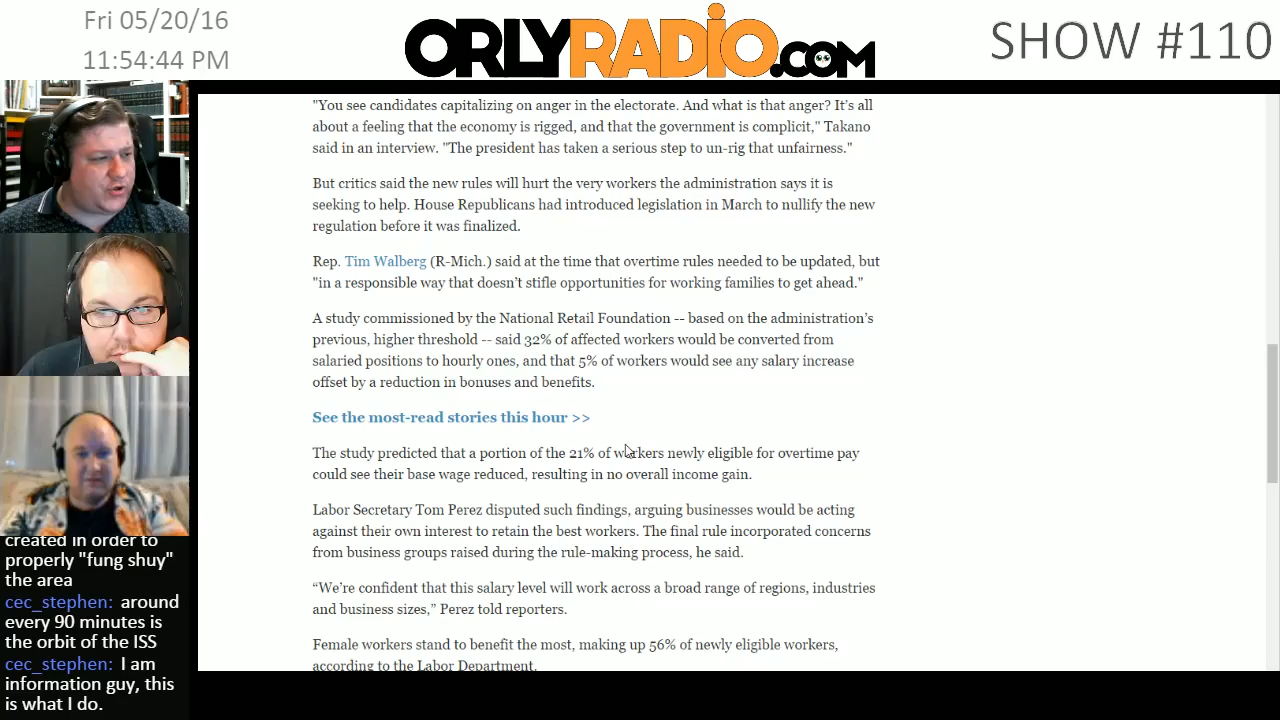 Fri 05/20/16
11:54:44 PM
ORLYRADIO.COM
SHOW #110
"You see candidates capitalizing on anger in the electorate. And what is that anger? It's all
about a feeling that the economy is rigged, and that the government is complicit," Takano
said in an interview. "The president has taken a serious step to un-rig that unfairness."
But critics said the new rules will hurt the very workers the administration says it is
seeking to help. House Republicans had introduced legislation in March to nullify the new
regulation before it was finalized.
Rep. Tim Walberg (R-Mich.) said at the time that overtime rules needed to be updated, but
"in a responsible way that doesn't stifle opportunities for working families to get ahead."
A study commissioned by the National Retail Foundation -- based on the administration's
previous, higher threshold -- said 32% of affected workers would be converted from
salaried positions to hourly ones, and that 5% of workers would see any salary increase
offset by a reduction in bonuses and benefits.
See the most-read stories this hour >>
The study predicted that a portion of the 21% of workers newly eligible for overtime pay
could see their base wage reduced, resulting in no overall income gain.
Labor Secretary Tom Perez disputed such findings, arguing businesses would be acting
against their own interest to retain the best workers. The final rule incorporated concerns
from business groups raised during the rule-making process, he said.
“We're confident that this salary level will work across a broad range of regions, industries
and business sizes,” Perez told reporters.
Female workers stand to benefit the most, making up 56% of newly eligible workers,
according to the Labor Department.
created in order to
properly "fung shuy"
the area
cec_stephen: around
every 90 minutes is
the orbit of the ISS
cec_stephen: I am
information guy, this
is what I do.